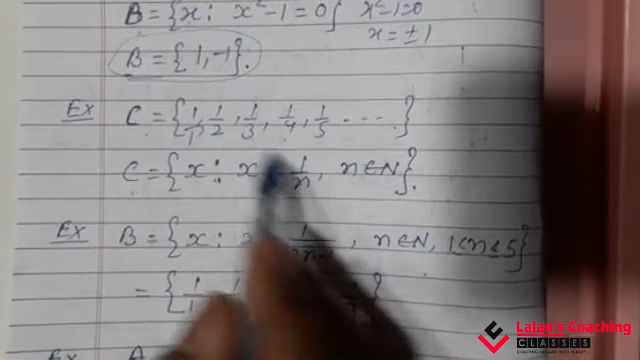 B = {x : x²-1=0} x²-1=0
x = ±1
B = {1,-1}.
Ex C = {1/1, 1/2, 1/3, 1/4, 1/5 ... }
C = {x : x 1/n, n∈N}.
Ex B = {x : n∈N, 1≤n≤5}
= {
Ex A
Lalan's Coaching
CLASSES